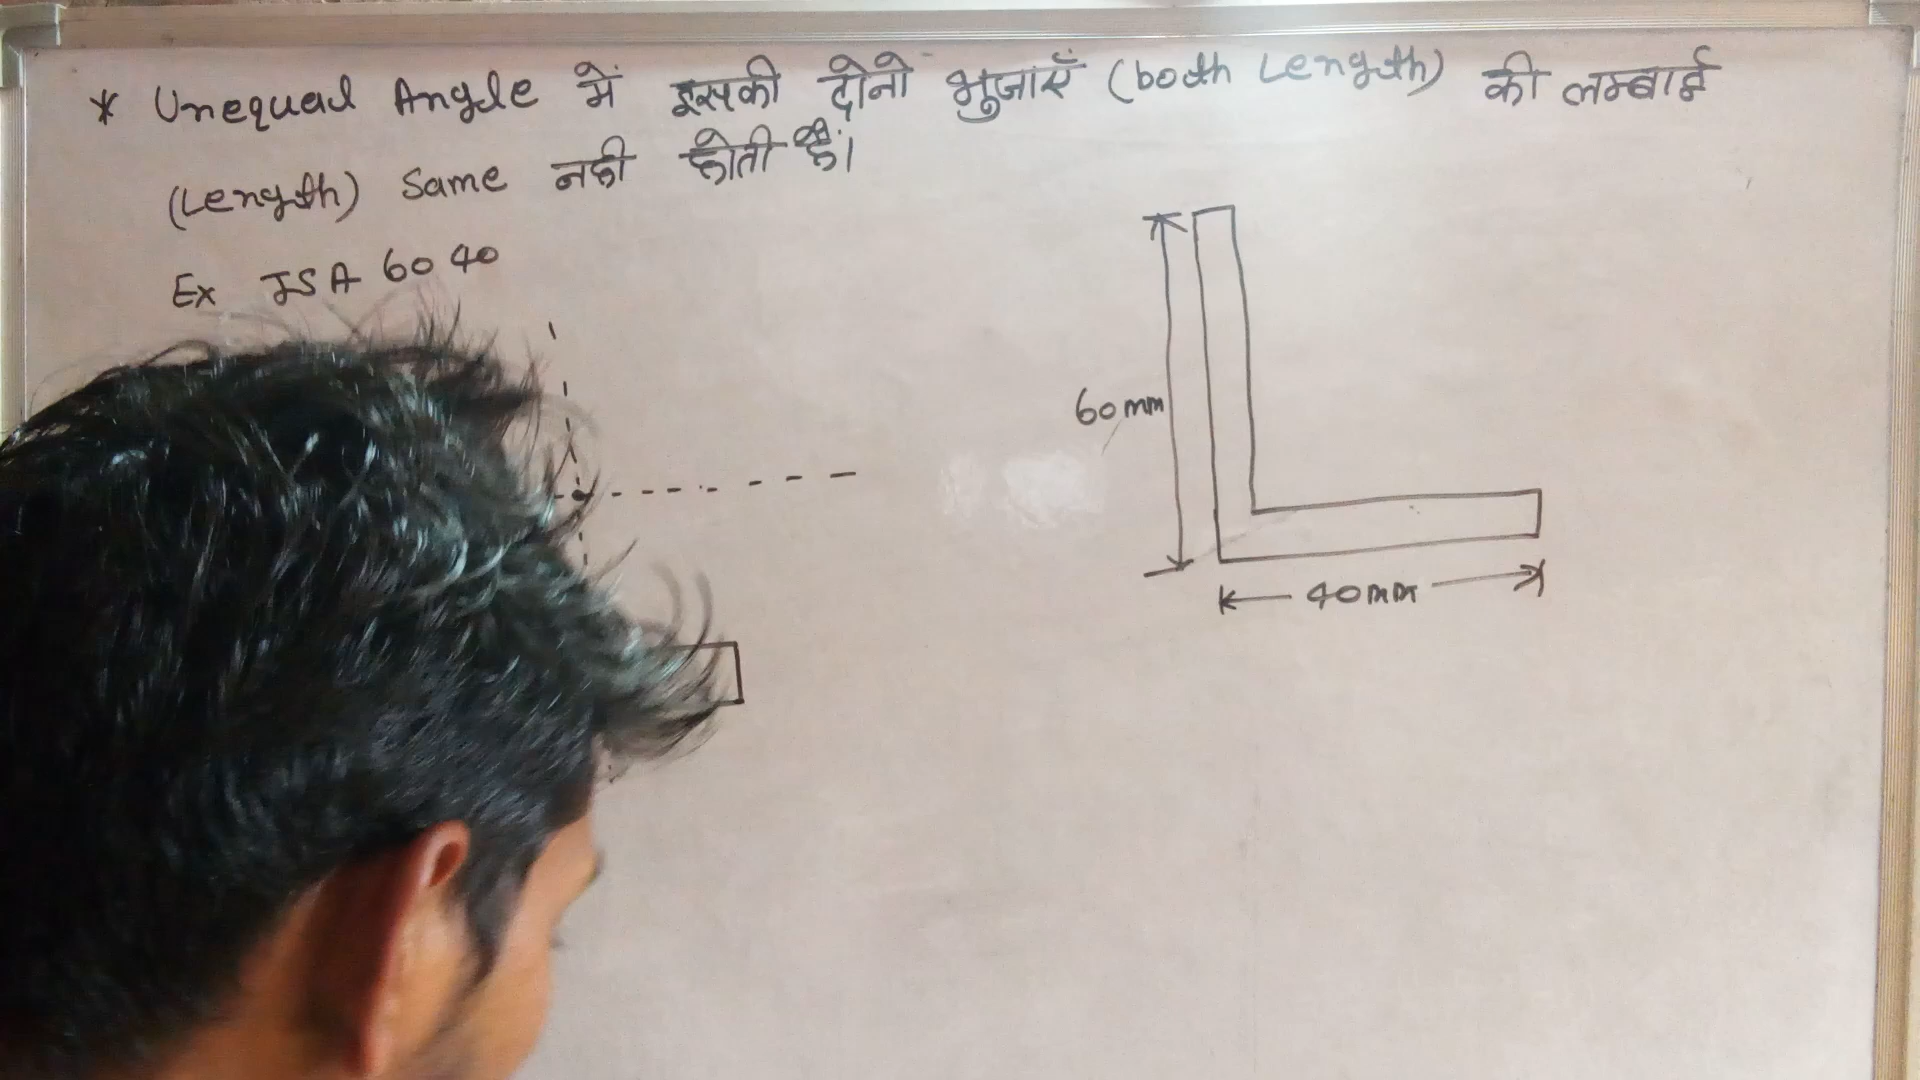 * Unequal Angle में इसकी दोनो भुजाएँ (both Length) की लम्बाई
(Length) Same नही होती है।
Ex ISA 60 40
60mm
40mm